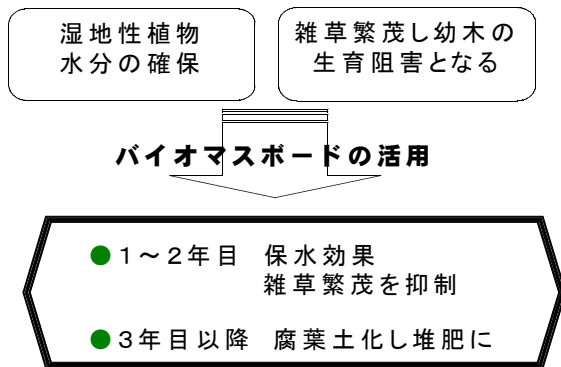 湿地性植物
水分の確保
雑草繁茂し幼木の
生育阻害となる
バイオマスボードの活用
●1~2年目 保水効果
雑草繁茂を抑制
●3年目以降 腐葉土化し堆肥に